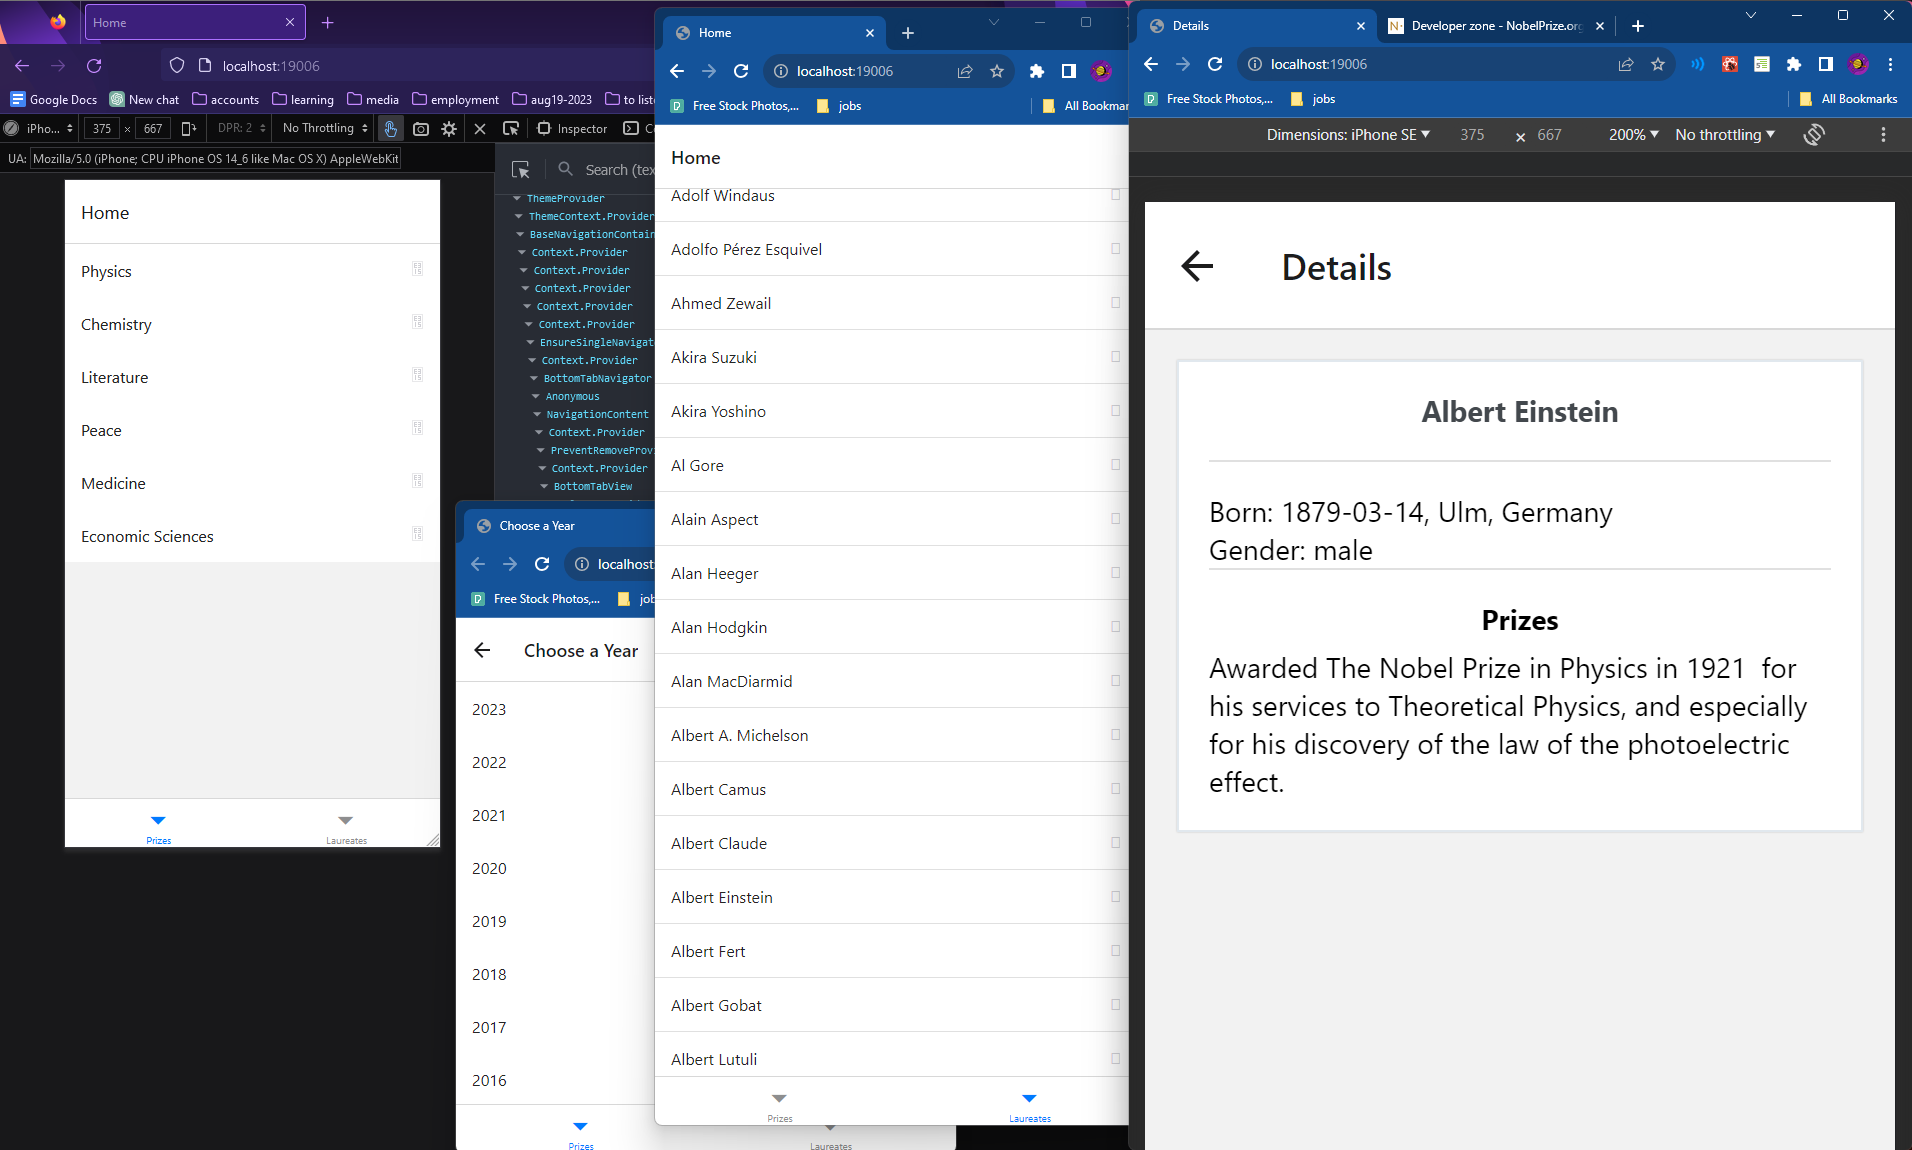 Home
localhost:19006
Google Docs
New chat
accounts
learning
media
employment
aug19-2023
to list
iPho...
375
×
667
DPR: 2
No Throttling
Inspector
UA:
Mozilla/5.0 (iPhone; CPU iPhone OS 14_6 like Mac OS X) AppleWebKit
Search (tex
ThemeProvider
ThemeContext.Provider
BaseNavigationContain
Context.Provider
Context.Provider
Context.Provider
Context.Provider
Context.Provider
EnsureSingleNavigat
Context.Provider
BottomTabNavigator
Anonymous
NavigationContent
Context.Provider
PreventRemoveProvi
Context.Provider
BottomTabView
Home
Physics
Chemistry
Literature
Peace
Medicine
Economic Sciences
Prizes
Laureates
Choose a Year
localhost
Free Stock Photos,...
job
Choose a Year
2023
2022
2021
2020
2019
2018
2017
2016
Prizes
Laureates
Home
localhost:19006
Free Stock Photos,...
jobs
All Bookmar
Home
Adolf Windaus
Adolfo Pérez Esquivel
Ahmed Zewail
Akira Suzuki
Akira Yoshino
Al Gore
Alain Aspect
Alan Heeger
Alan Hodgkin
Alan MacDiarmid
Albert A. Michelson
Albert Camus
Albert Claude
Albert Einstein
Albert Fert
Albert Gobat
Albert Lutuli
Prizes
Laureates
Details
Developer zone - NobelPrize.org
localhost:19006
Free Stock Photos,...
jobs
All Bookmarks
Dimensions: iPhone SE
375
×
667
200%
No throttling
Details
Albert Einstein
Born: 1879-03-14, Ulm, Germany
Gender: male
Prizes
Awarded The Nobel Prize in Physics in 1921  for
his services to Theoretical Physics, and especially
for his discovery of the law of the photoelectric
effect.